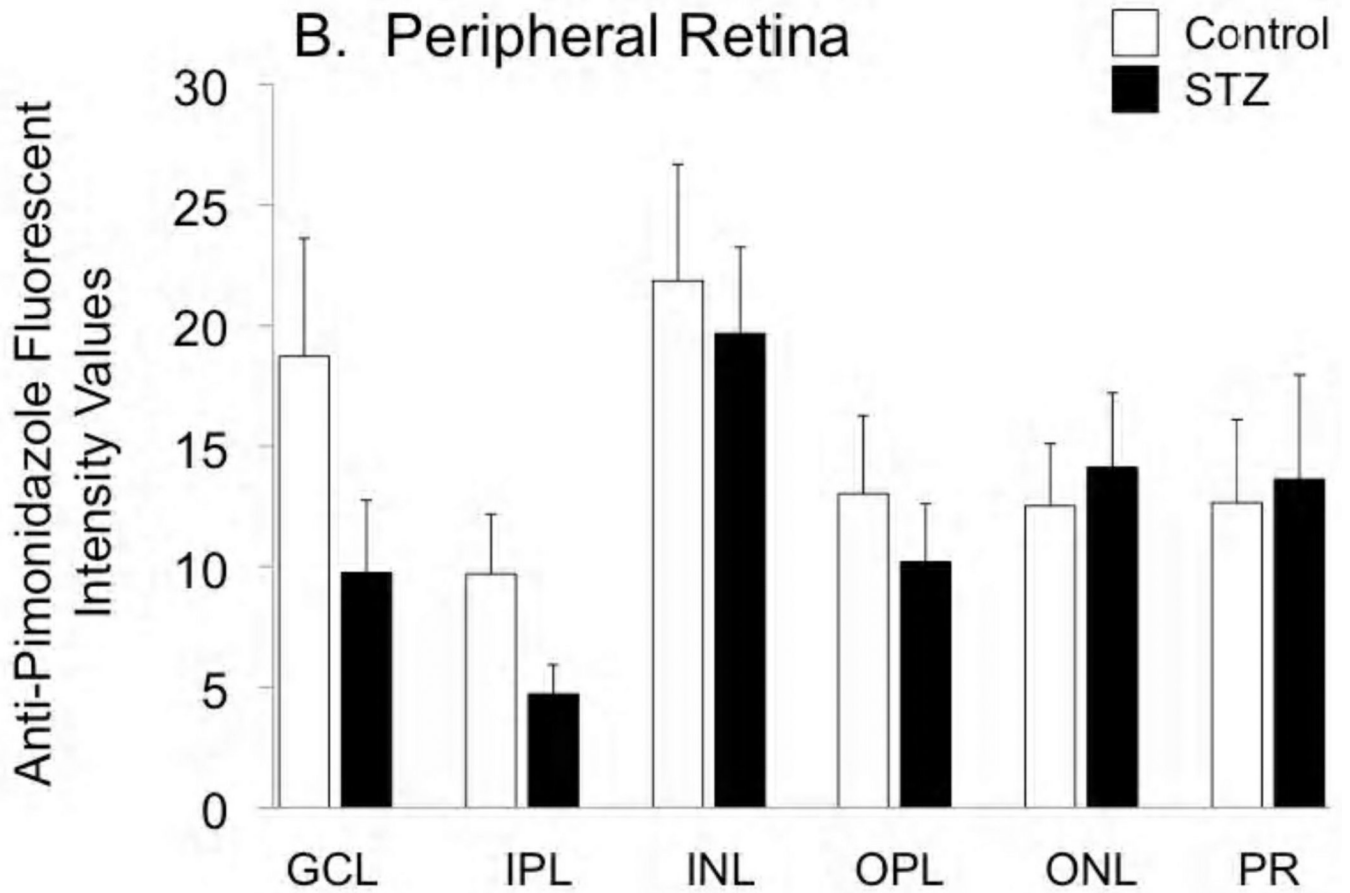 B. Peripheral Retina
Control
STZ
Anti-Pimonidazole Fluorescent
Intensity Values
30
25
20
15
10
5
0
GCL IPL INL OPL ONL PR